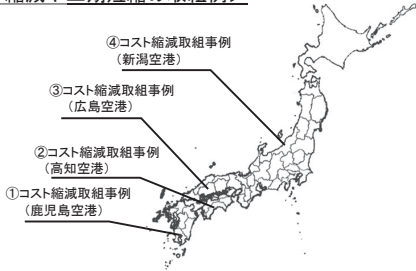 ④コスト縮減取組事例
(新潟空港)
③コスト縮減取組事例
(広島空港)
②コスト縮減取組事例
(高知空港)
①コスト縮減取組事例
(鹿児島空港)